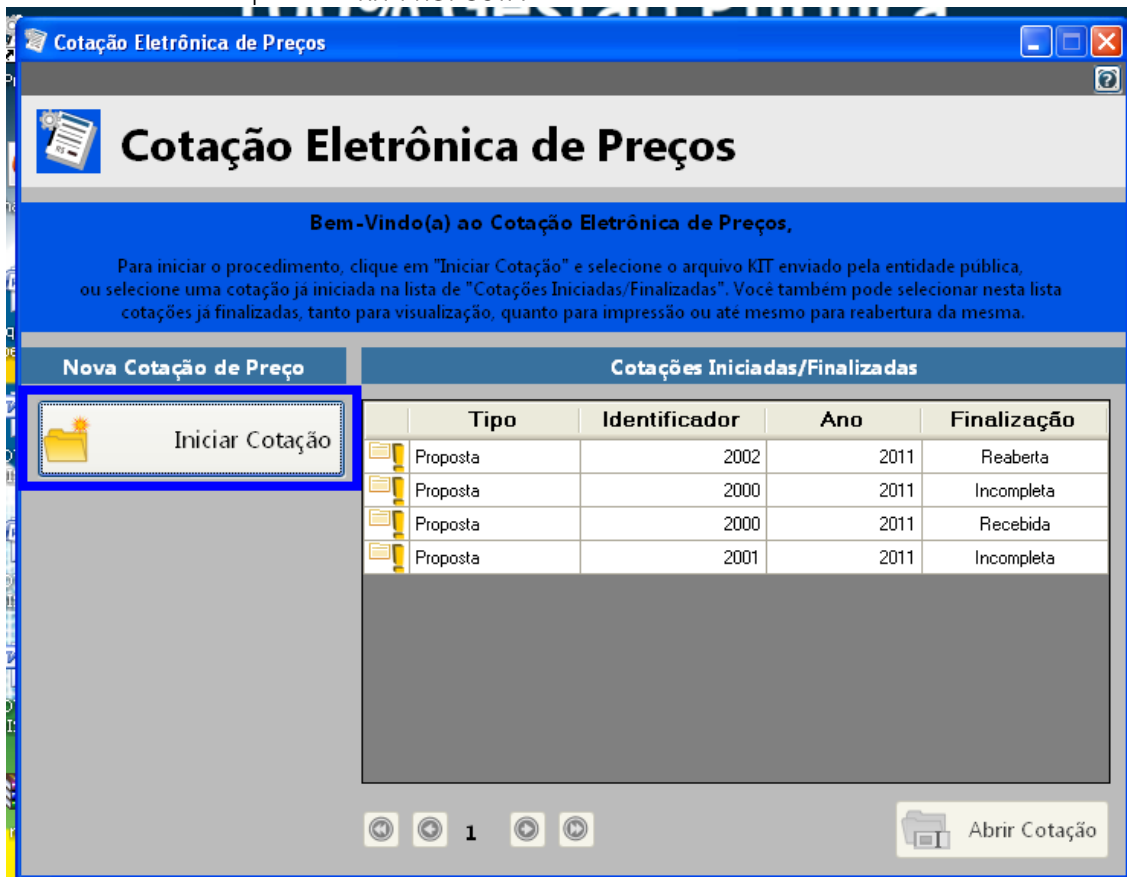 Cotação Eletrônica de Preços
Cotação Eletrônica de Preços
Bem-Vindo(a) ao Cotação Eletrônica de Preços,
Para iniciar o procedimento, clique em "Iniciar Cotação" e selecione o arquivo KIT enviado pela entidade pública,
ou selecione uma cotação já iniciada na lista de "Cotações Iniciadas/Finalizadas". Você também pode selecionar nesta lista
cotações já finalizadas, tanto para visualização, quanto para impressão ou até mesmo para reabertura da mesma.
Nova Cotação de Preço
Iniciar Cotação
Cotações Iniciadas/Finalizadas
Tipo Identificador Ano Finalização
Proposta 2002 2011 Reaberta
Proposta 2000 2011 Incompleta
Proposta 2000 2011 Recebida
Proposta 2001 2011 Incompleta
1
Abrir Cotação